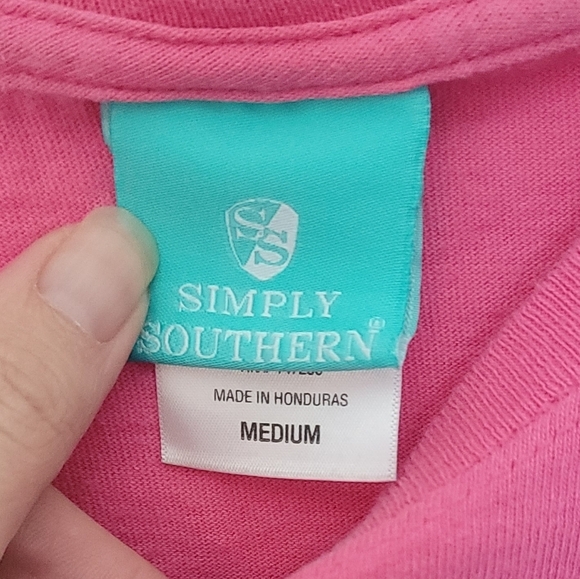 SS
SIMPLY
SOUTHERN®
MADE IN HONDURAS
MEDIUM